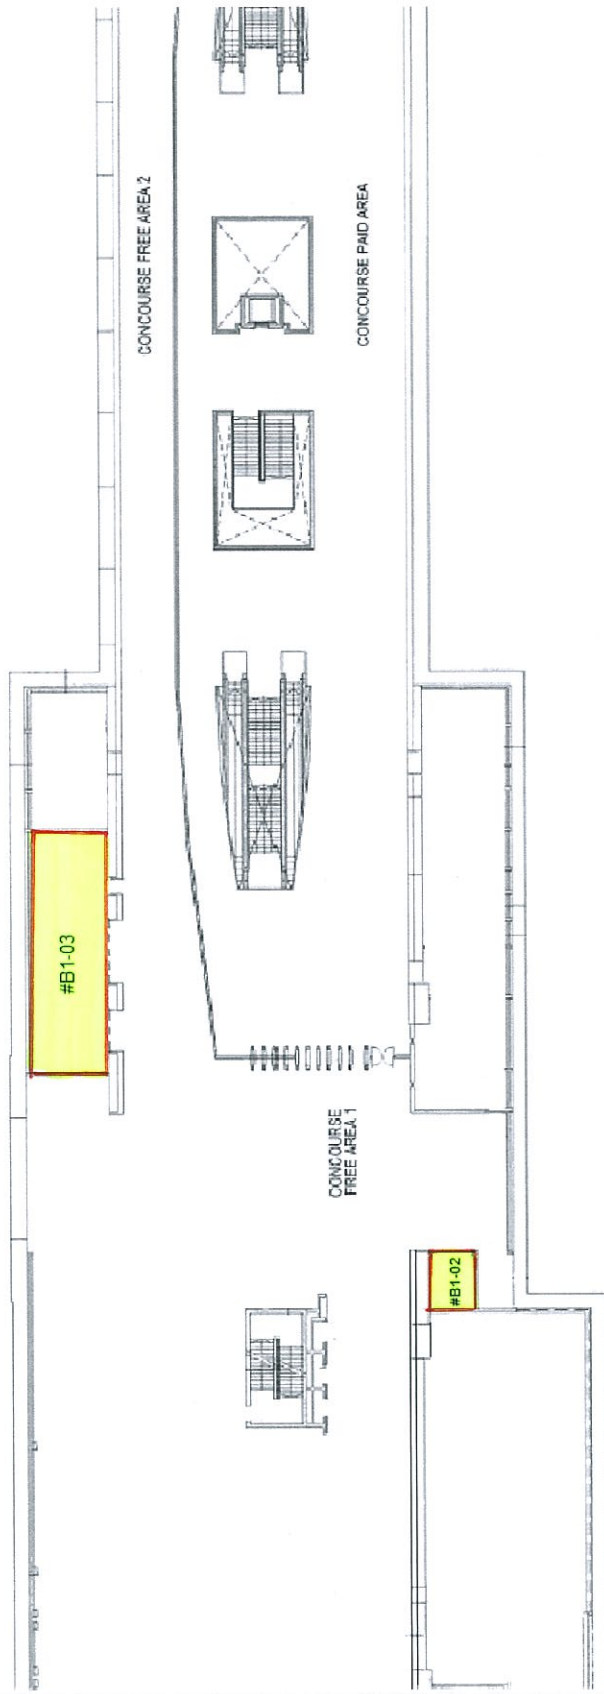 CONCOURSE FREE AREA 2
CONCOURSE PAID AREA
#B1-03
CONCOURSE
FREE AREA 1
#B1-02